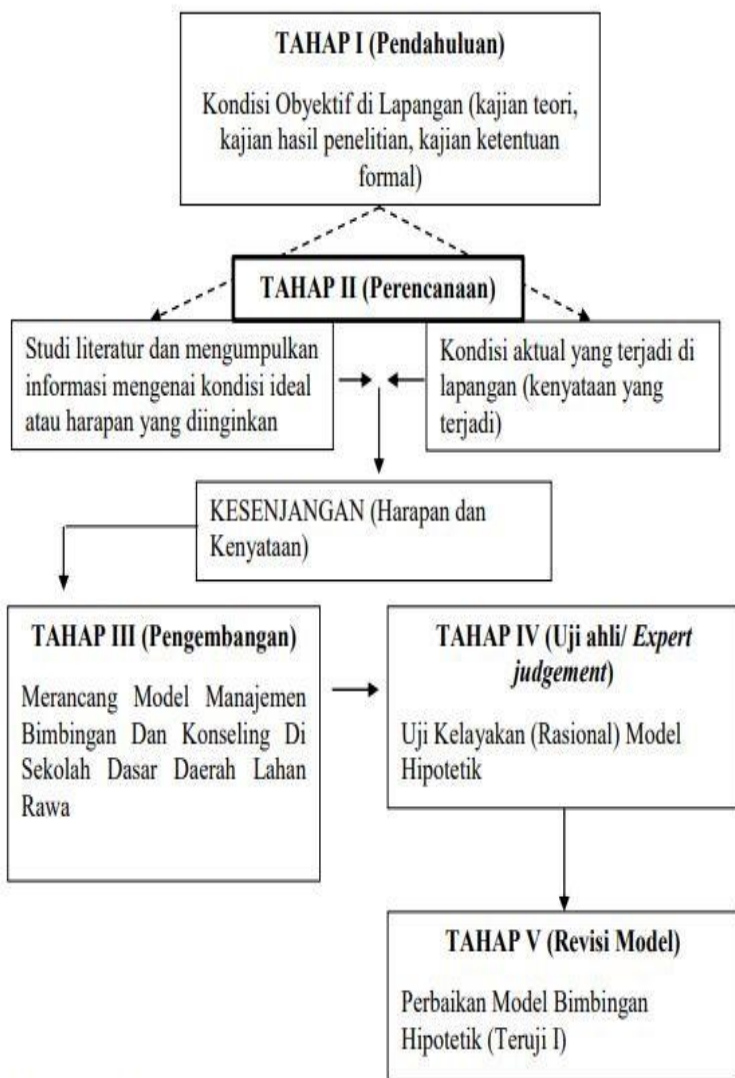 TAHAP I (Pendahuluan)
Kondisi Obyektif di Lapangan (kajian teori,
kajian hasil penelitian, kajian ketentuan
formal)
TAHAP II (Perencanaan)
Studi literatur dan mengumpulkan
informasi mengenai kondisi ideal
atau harapan yang diinginkan
Kondisi aktual yang terjadi di
lapangan (kenyataan yang
terjadi)
KESENJANGAN (Harapan dan
Kenyataan)
TAHAP III (Pengembangan)
Merancang Model Manajemen
Bimbingan Dan Konseling Di
Sekolah Dasar Daerah Lahan
Rawa
TAHAP IV (Uji ahli/ Expert
judgement)
Uji Kelayakan (Rasional) Model
Hipotetik
TAHAP V (Revisi Model)
Perbaikan Model Bimbingan
Hipotetik (Teruji I)